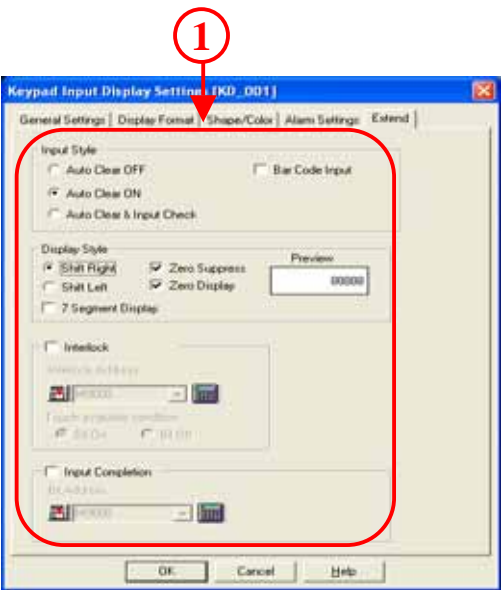 1
Keypad Input Display Settings [KD_001]
General Settings Display Format Shape/Color Alarm Settings Extend
Input Style
Auto Clear OFF Bar Code Input
Auto Clear ON
Auto Clear & Input Check
Display Style
Shift Right Zero Suppress Preview
Shift Left Zero Display 00000
7 Segment Display
Interlock
Interlock Address
Touch available condition
Bit On Bit Off
Input Completion
Bit Address
OK Cancel Help